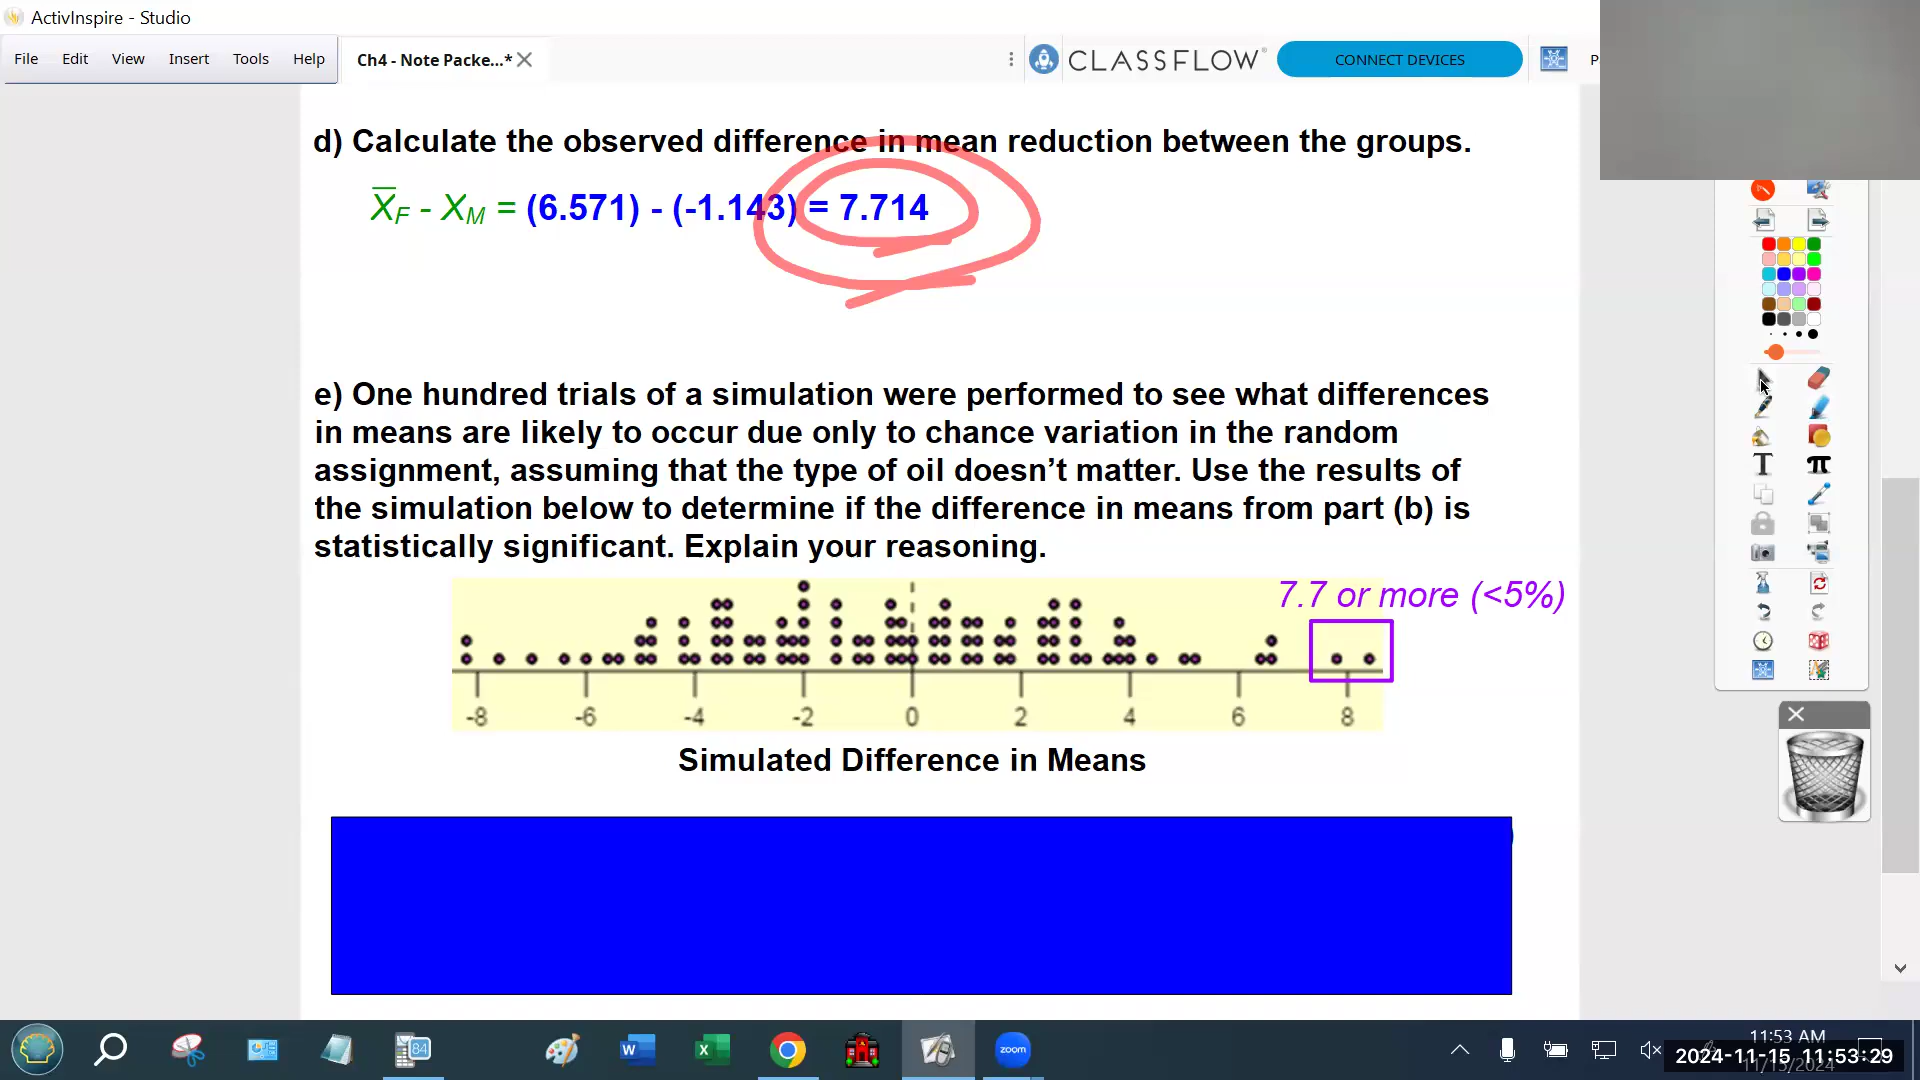 ActivInspire - Studio
File Edit View Insert Tools Help
Ch4 - Note Packe...*
CLASSFLOW
CONNECT DEVICES
P
d) Calculate the observed difference in mean reduction between the groups.
X̅F - XM = (6.571) - (-1.143) = 7.714
e) One hundred trials of a simulation were performed to see what differences
in means are likely to occur due only to chance variation in the random
assignment, assuming that the type of oil doesn’t matter. Use the results of
the simulation below to determine if the difference in means from part (b) is
statistically significant. Explain your reasoning.
7.7 or more (<5%)
-8 -6 -4 -2 0 2 4 6 8
Simulated Difference in Means
T π
84
W
X
zoom
11:53 AM
11/15/2024
2024-11-15 11:53:29